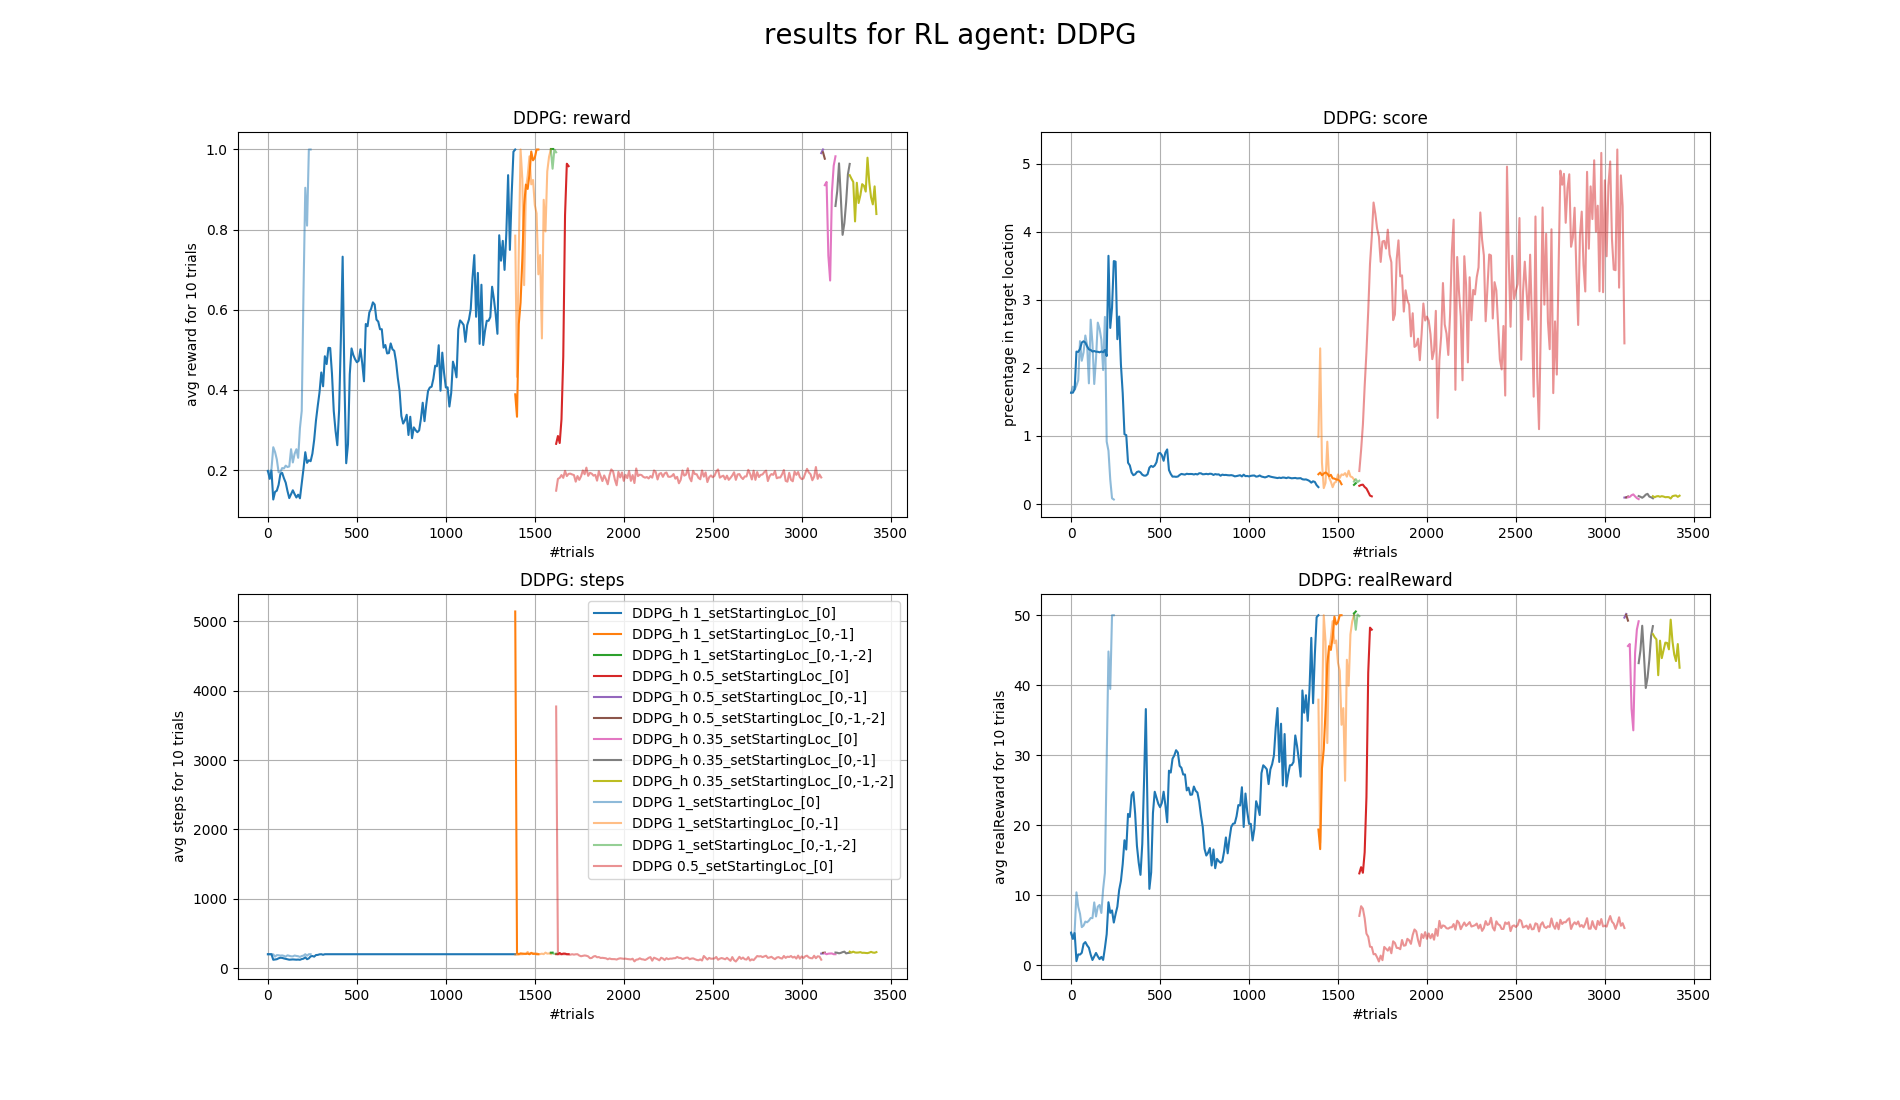 results for RL agent: DDPG
DDPG: reward
avg reward for 10 trials
1.0
0.8
0.6
0.4
0.2
0 500 1000 1500 2000 2500 3000 3500
#trials
DDPG: score
precentage in target location
5
4
3
2
1
0
0 500 1000 1500 2000 2500 3000 3500
#trials
DDPG: steps
avg steps for 10 trials
5000
4000
3000
2000
1000
0
0 500 1000 1500 2000 2500 3000 3500
#trials
DDPG_h 1_setStartingLoc_[0]
DDPG_h 1_setStartingLoc_[0,-1]
DDPG_h 1_setStartingLoc_[0,-1,-2]
DDPG_h 0.5_setStartingLoc_[0]
DDPG_h 0.5_setStartingLoc_[0,-1]
DDPG_h 0.5_setStartingLoc_[0,-1,-2]
DDPG_h 0.35_setStartingLoc_[0]
DDPG_h 0.35_setStartingLoc_[0,-1]
DDPG_h 0.35_setStartingLoc_[0,-1,-2]
DDPG 1_setStartingLoc_[0]
DDPG 1_setStartingLoc_[0,-1]
DDPG 1_setStartingLoc_[0,-1,-2]
DDPG 0.5_setStartingLoc_[0]
DDPG: realReward
avg realReward for 10 trials
50
40
30
20
10
0
0 500 1000 1500 2000 2500 3000 3500
#trials